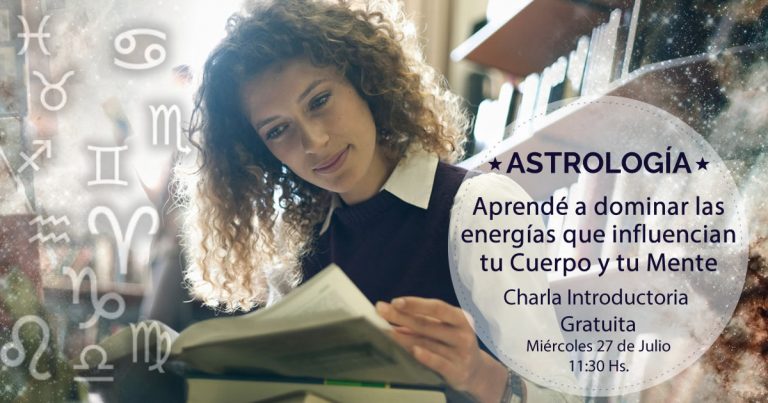 ★ASTROLOGÍA★
Aprendé a dominar las
energías que influencian
tu Cuerpo y tu Mente
Charla Introductoria
Gratuita
Miércoles 27 de Julio
11:30 Hs.